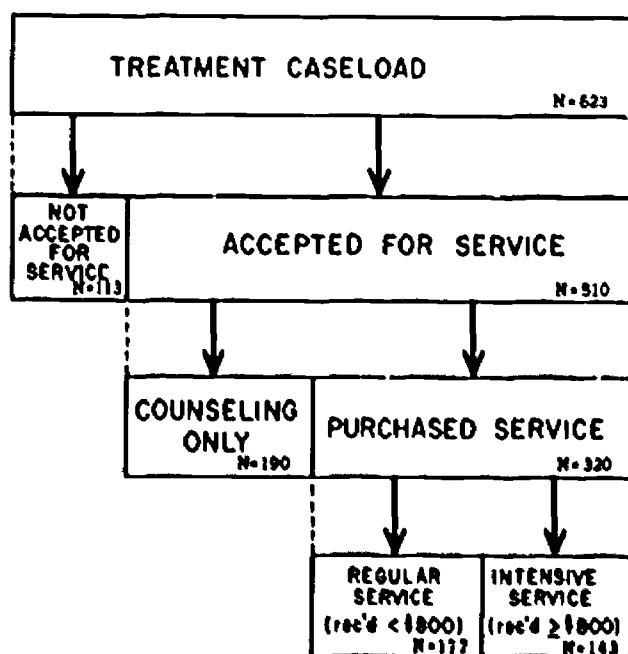 TREATMENT CASELOAD
N=623
NOT
ACCEPTED
FOR
SERVICE
N=113
ACCEPTED FOR SERVICE
N=510
COUNSELING
ONLY
N=190
PURCHASED SERVICE
N=320
REGULAR
SERVICE
(rec'd < $800)
N=177
INTENSIVE
SERVICE
(rec'd ≥ $800)
N=143